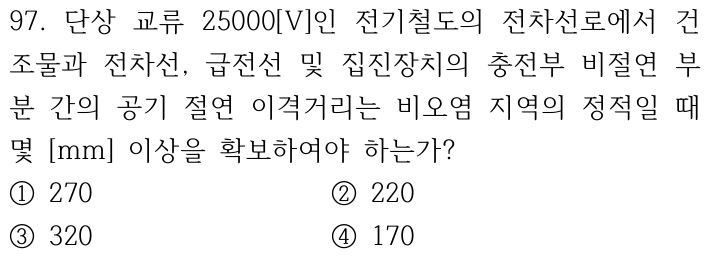 97. 단상 교류 25000[V]인 전기철도의 전차선로에서 건
조물과 전차선, 급전선 및 집진장치의 충전부 비절연 부
분 간의 공기 절연 이격거리는 비오염 지역의 정적일 때
몇 [mm] 이상을 확보하여야 하는가?
① 270 ② 220
③ 320 ④ 170